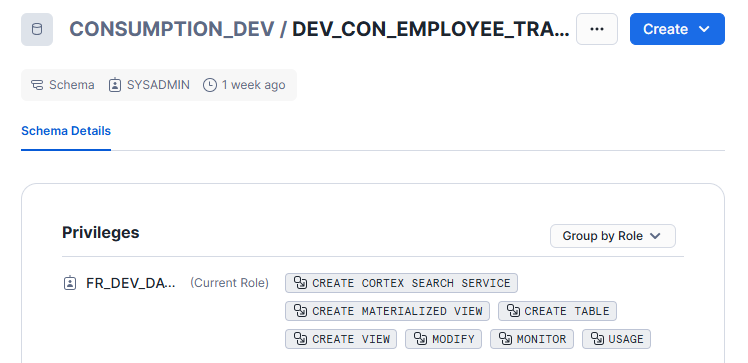 CONSUMPTION_DEV / DEV_CON_EMPLOYEE_TRA... ... Create
Schema SYSADMIN 1 week ago
Schema Details
Privileges Group by Role
FR_DEV_DA... (Current Role) CREATE CORTEX SEARCH SERVICE
CREATE MATERIALIZED VIEW CREATE TABLE
CREATE VIEW MODIFY MONITOR USAGE